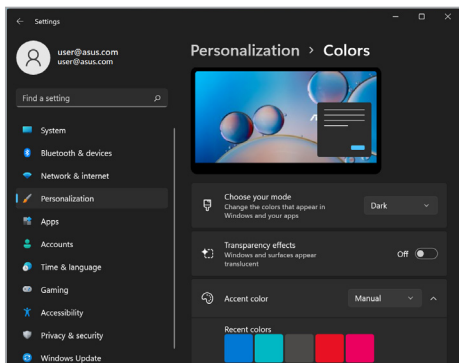 Settings
user@asus.com
user@asus.com
Find a setting
System
Bluetooth & devices
Network & internet
Personalization
Apps
Accounts
Time & language
Gaming
Accessibility
Privacy & security
Windows Update
Personalization > Colors
Choose your mode
Change the colors that appear in
Windows and your apps
Dark
Transparency effects
Windows and surfaces appear
translucent
Off
Accent color
Manual
Recent colors